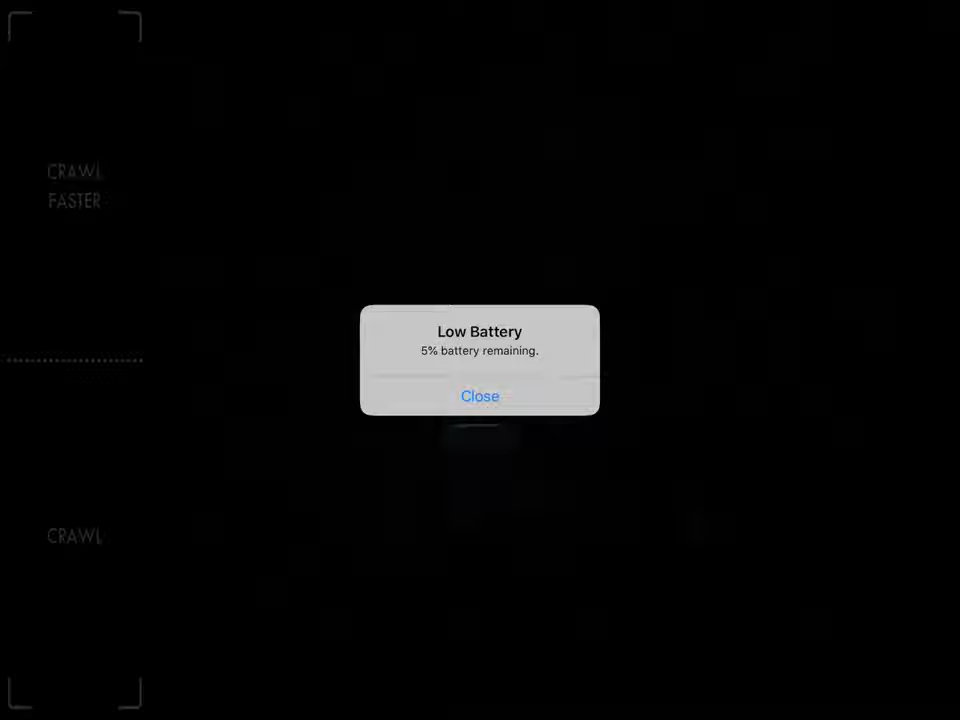 CRAWL
FASTER
Low Battery
5% battery remaining.
Close
CRAWL